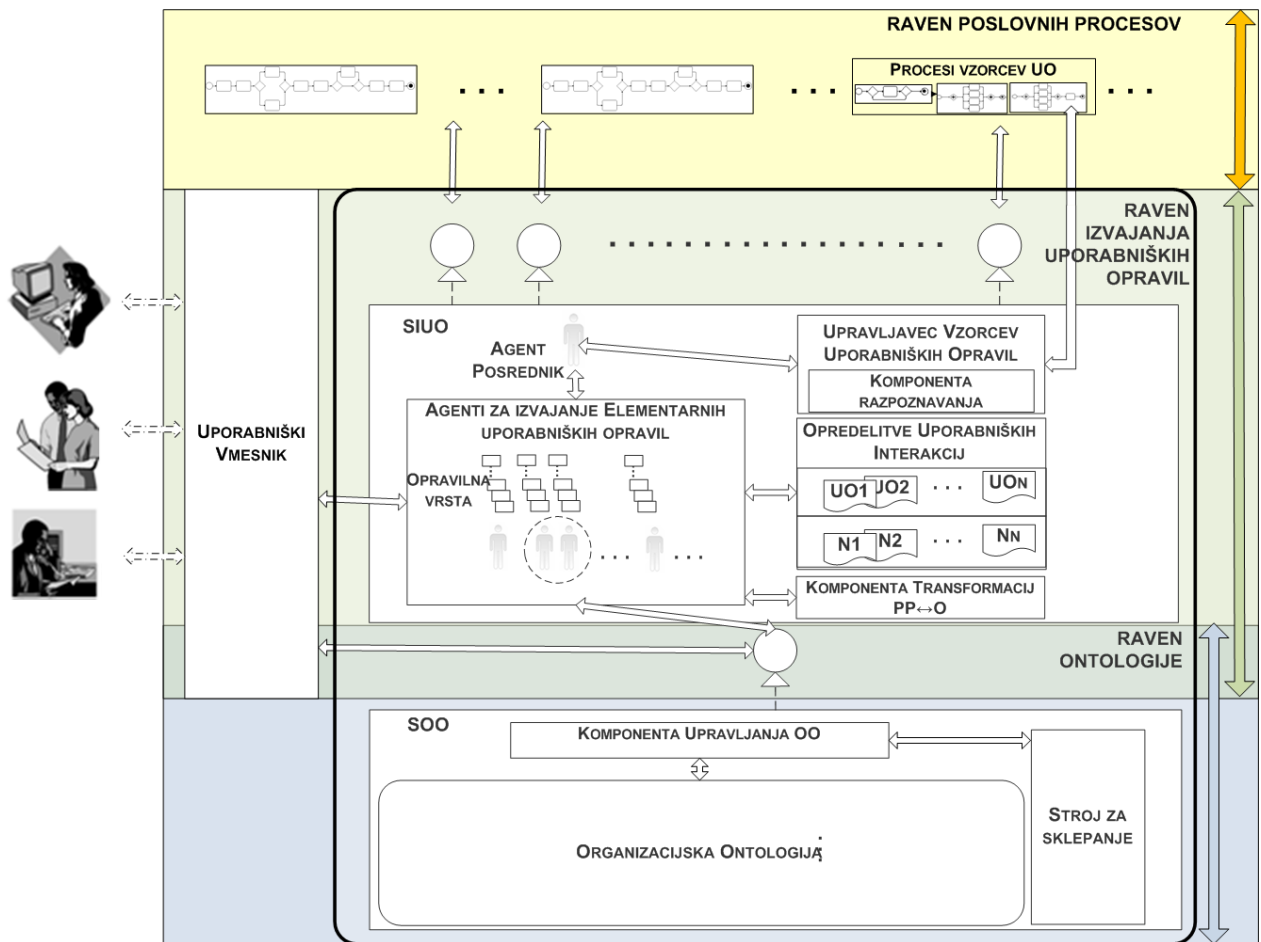 RAVEN POSLOVNIH PROCESOV
PROCESI VZORCEV UO
RAVEN
IZVAJANJA
UPORABNIŠKIH
OPRAVIL
SIUO
AGENT
POSREDNIK
UPRAVLJAVEC VZORCEV
UPORABNIŠKIH OPRAVIL
KOMPONENTA
RAZPOZNAVANJA
UPORABNIŠKI
VMESNIK
AGENTI ZA IZVAJANJE ELEMENTARNIH
UPORABNIŠKIH OPRAVIL
OPRAVILNA
VRSTA
OPREDELITVE UPORABNIŠKIH
INTERAKCIJ
UO1 UO2 ... UON
N1 N2 ... NN
KOMPONENTA TRANSFORMACIJ
PP↔O
RAVEN
ONTOLOGIJE
SOO
KOMPONENTA UPRAVLJANJA OO
ORGANIZACIJSKA ONTOLOGIJA
STROJ ZA
SKLEPANJE